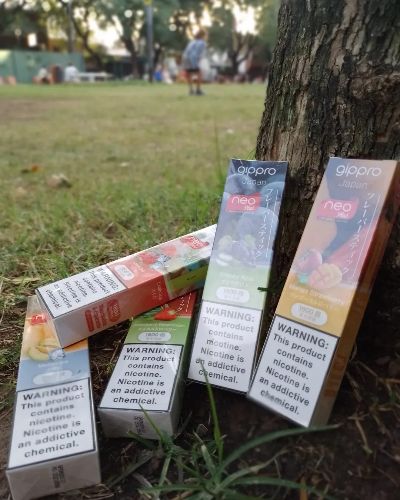 gippro
Japan
neo
フレーバースティック
1600
WARNING:
This product
contains
nicotine.
Nicotine is
an addictive
chemical.
gippro
Japan
neo
フレーバースティック
1600
WARNING:
This product
contains
nicotine.
Nicotine is
an addictive
chemical.
WARNING:
This product
contains
nicotine.
Nicotine is
an addictive
chemical.
WARNING:
This product
contains
nicotine.
Nicotine is
an addictive
chemical.
WARNING:
This product
contains
nicotine.
Nicotine is
an addictive
chemical.